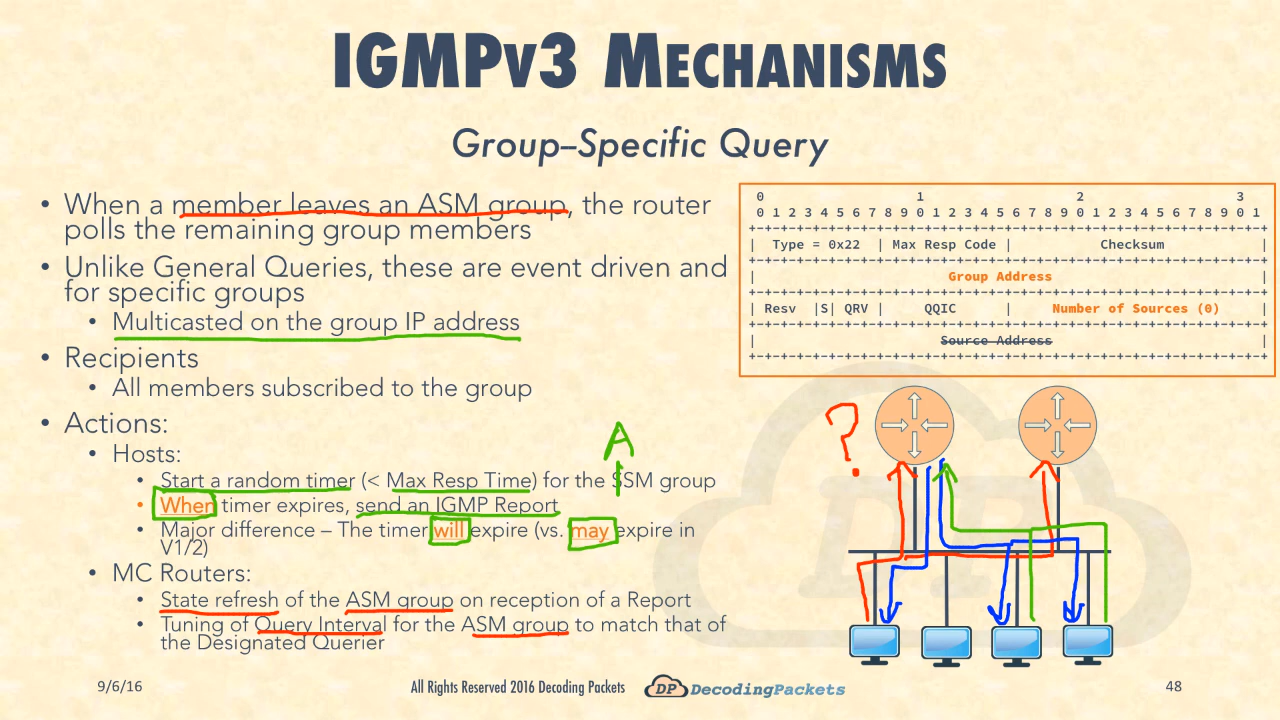 IGMPv3 Mechanisms
Group–Specific Query
• When a member leaves an ASM group, the router
polls the remaining group members
• Unlike General Queries, these are event driven and
for specific groups
• Multicasted on the group IP address
• Recipients
• All members subscribed to the group
• Actions:
• Hosts:
A
• Start a random timer (< Max Resp Time) for the SSM group
• When timer expires, send an IGMP Report
• Major difference – The timer will expire (vs. may expire in
V1/2)
• MC Routers:
• State refresh of the ASM group on reception of a Report
• Tuning of Query Interval for the ASM group to match that of
the Designated Querier
0 1 2 3
0 1 2 3 4 5 6 7 8 9 0 1 2 3 4 5 6 7 8 9 0 1 2 3 4 5 6 7 8 9 0 1
+-+-+-+-+-+-+-+-+-+-+-+-+-+-+-+-+-+-+-+-+-+-+-+-+-+-+-+-+-+-+-+-+
| Type = 0x22 | Max Resp Code | Checksum |
+-+-+-+-+-+-+-+-+-+-+-+-+-+-+-+-+-+-+-+-+-+-+-+-+-+-+-+-+-+-+-+-+
| Group Address |
+-+-+-+-+-+-+-+-+-+-+-+-+-+-+-+-+-+-+-+-+-+-+-+-+-+-+-+-+-+-+-+-+
| Resv |S| QRV | QQIC | Number of Sources (0) |
+-+-+-+-+-+-+-+-+-+-+-+-+-+-+-+-+-+-+-+-+-+-+-+-+-+-+-+-+-+-+-+-+
| Source Address |
+-+-+-+-+-+-+-+-+-+-+-+-+-+-+-+-+-+-+-+-+-+-+-+-+-+-+-+-+-+-+-+-+
?
9/6/16
All Rights Reserved 2016 Decoding Packets
DP DecodingPackets
48